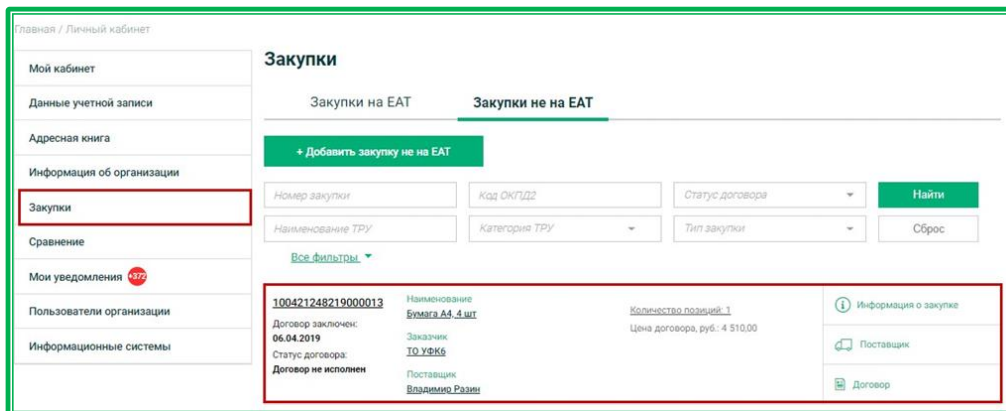 Главная / Личный кабинет
Мой кабинет
Данные учетной записи
Адресная книга
Информация об организации
Закупки
Сравнение
Мои уведомления +372
Пользователи организации
Информационные системы
Закупки
Закупки на ЕАТ
Закупки не на ЕАТ
+ Добавить закупку не на ЕАТ
Номер закупки
Код ОКПД2
Статус договора
Найти
Наименование ТРУ
Категория ТРУ
Тип закупки
Сброс
Все фильтры
100421248219000013
Договор заключен:
06.04.2019
Статус договора:
Договор не исполнен
Наименование
Бумага А4, 4 шт
Заказчик
ТО УФК6
Поставщик
Владимир Разин
Количество позиций: 1
Цена договора, руб.: 4 510,00
Информация о закупке
Поставщик
Договор